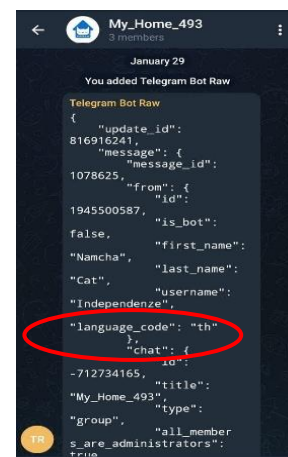 My_Home_493
3 members
January 29
You added Telegram Bot Raw
Telegram Bot Raw
{
"update_id":
816916241,
"message": {
"message_id":
1078625,
"from": {
"id":
1945500587,
"is_bot":
false,
"first_name":
"Namcha",
"last_name":
"Cat",
"username":
"Independenze",
"language_code": "th"
},
"chat": {
"id":
-712734165,
"title":
"My_Home_493",
"type":
"group",
"all_member
s_are_administrators":
true
TR